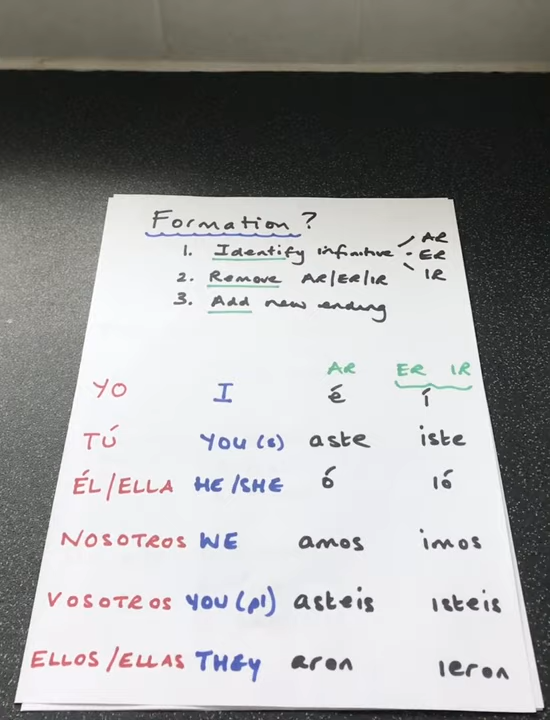 Formation?
1. Identify infinitive AR
ER
IR
2. Remove AR/ER/IR
3. Add new ending
AR ER IR
YO I é í
TÚ YOU (s) aste iste
ÉL/ELLA HE/SHE ó ió
NOSOTROS WE amos imos
VOSOTROS YOU (pl) asteis isteis
ELLOS/ELLAS THEY aron ieron